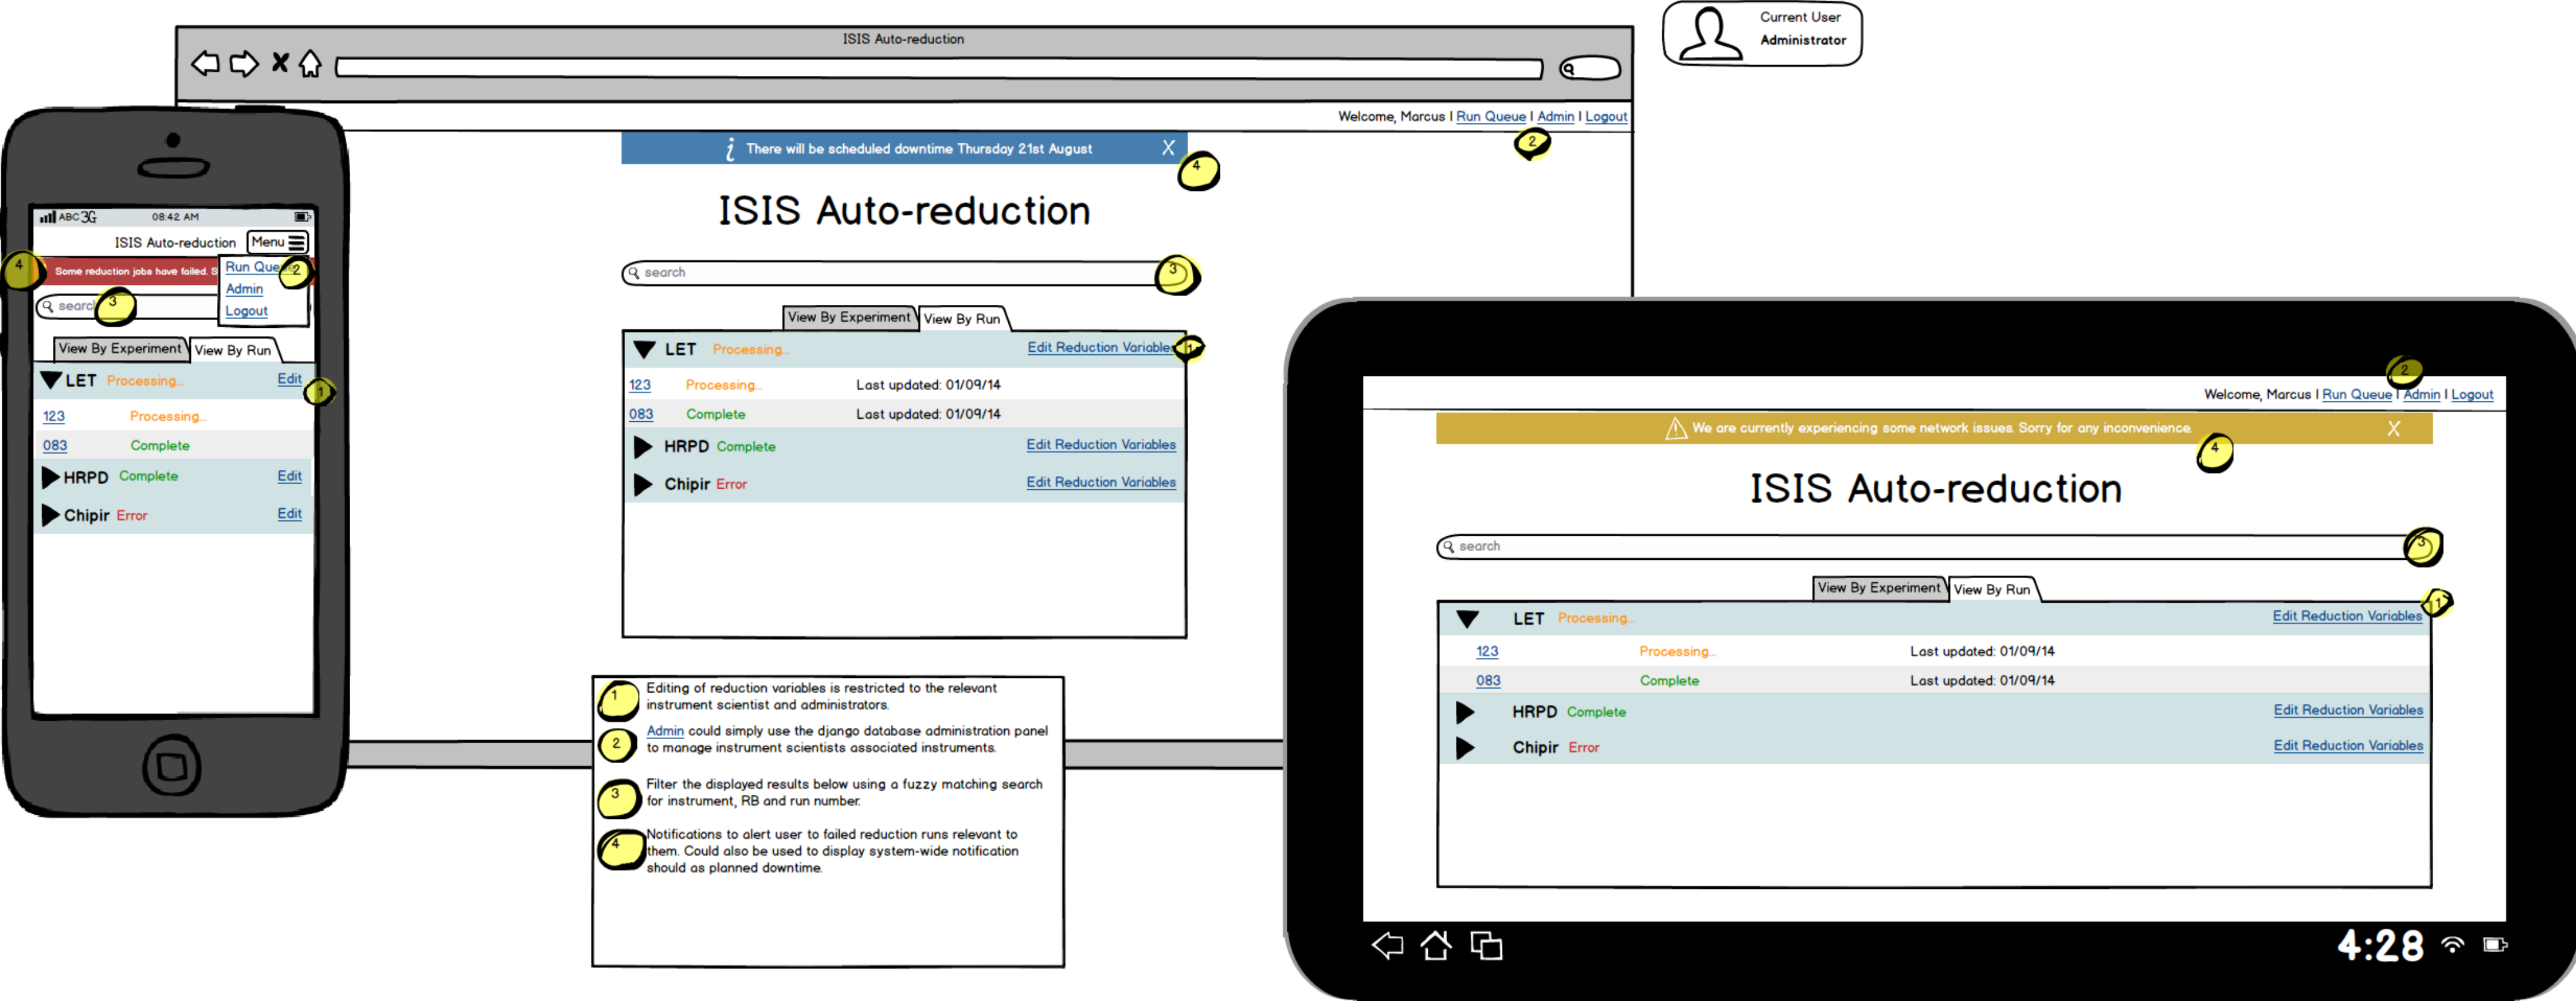 Current User
Administrator
ISIS Auto-reduction
Welcome, Marcus | Run Queue | Admin | Logout
2
i There will be scheduled downtime Thursday 21st August X
4
ISIS Auto-reduction
search
3
View By Experiment View By Run
LET Processing... Edit Reduction Variables
1
123 Processing... Last updated: 01/09/14
083 Complete Last updated: 01/09/14
HRPD Complete Edit Reduction Variables
Chipir Error Edit Reduction Variables
ABC 3G 08:42 AM
ISIS Auto-reduction Menu
4
Some reduction jobs have failed. S
Run Queue
2
Admin
Logout
search
3
View By Experiment View By Run
LET Processing... Edit
1
123 Processing...
083 Complete
HRPD Complete Edit
Chipir Error Edit
1 Editing of reduction variables is restricted to the relevant
instrument scientist and administrators.
2 Admin could simply use the django database administration panel
to manage instrument scientists associated instruments.
3 Filter the displayed results below using a fuzzy matching search
for instrument, RB and run number.
4 Notifications to alert user to failed reduction runs relevant to
them. Could also be used to display system-wide notification
should as planned downtime.
2
Welcome, Marcus | Run Queue | Admin | Logout
We are currently experiencing some network issues. Sorry for any inconvenience. X
4
ISIS Auto-reduction
search
3
View By Experiment View By Run
1
LET Processing... Edit Reduction Variables
123 Processing... Last updated: 01/09/14
083 Complete Last updated: 01/09/14
HRPD Complete Edit Reduction Variables
Chipir Error Edit Reduction Variables
4:28